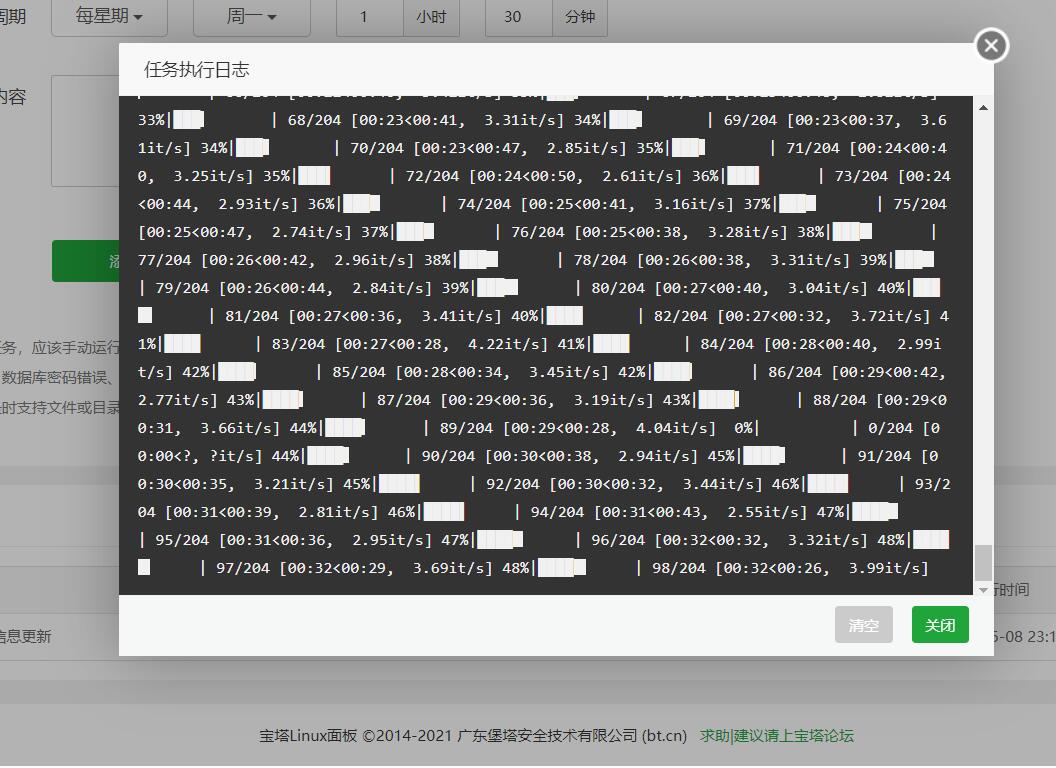 周期
每星期
周一
1
小时
30
分钟
任务执行日志
内容
33%| | 68/204 [00:23<00:41, 3.31it/s] 34%| | 69/204 [00:23<00:37, 3.6
1it/s] 34%| | 70/204 [00:23<00:47, 2.85it/s] 35%| | 71/204 [00:24<00:4
0, 3.25it/s] 35%| | 72/204 [00:24<00:50, 2.61it/s] 36%| | 73/204 [00:24
<00:44, 2.93it/s] 36%| | 74/204 [00:25<00:41, 3.16it/s] 37%| | 75/204
[00:25<00:47, 2.74it/s] 37%| | 76/204 [00:25<00:38, 3.28it/s] 38%| |
77/204 [00:26<00:42, 2.96it/s] 38%| | 78/204 [00:26<00:38, 3.31it/s] 39%|
| 79/204 [00:26<00:44, 2.84it/s] 39%| | 80/204 [00:27<00:40, 3.04it/s] 40%|
| 81/204 [00:27<00:36, 3.41it/s] 40%| | 82/204 [00:27<00:32, 3.72it/s] 4
1%| | 83/204 [00:27<00:28, 4.22it/s] 41%| | 84/204 [00:28<00:40, 2.99i
t/s] 42%| | 85/204 [00:28<00:34, 3.45it/s] 42%| | 86/204 [00:29<00:42,
2.77it/s] 43%| | 87/204 [00:29<00:36, 3.19it/s] 43%| | 88/204 [00:29<0
0:31, 3.66it/s] 44%| | 89/204 [00:29<00:28, 4.04it/s] 0%| | 0/204 [0
0:00<?, ?it/s] 44%| | 90/204 [00:30<00:38, 2.94it/s] 45%| | 91/204 [0
0:30<00:35, 3.21it/s] 45%| | 92/204 [00:30<00:32, 3.44it/s] 46%| | 93/2
04 [00:31<00:39, 2.81it/s] 46%| | 94/204 [00:31<00:43, 2.55it/s] 47%|
| 95/204 [00:31<00:36, 2.95it/s] 47%| | 96/204 [00:32<00:32, 3.32it/s] 48%|
| 97/204 [00:32<00:29, 3.69it/s] 48%| | 98/204 [00:32<00:26, 3.99it/s]
任务，应该手动运行
数据库密码错误、
时支持文件或目录
行时间
清空
关闭
信息更新
-08 23:1
宝塔Linux面板 ©2014-2021 广东堡塔安全技术有限公司 (bt.cn) 求助|建议请上宝塔论坛